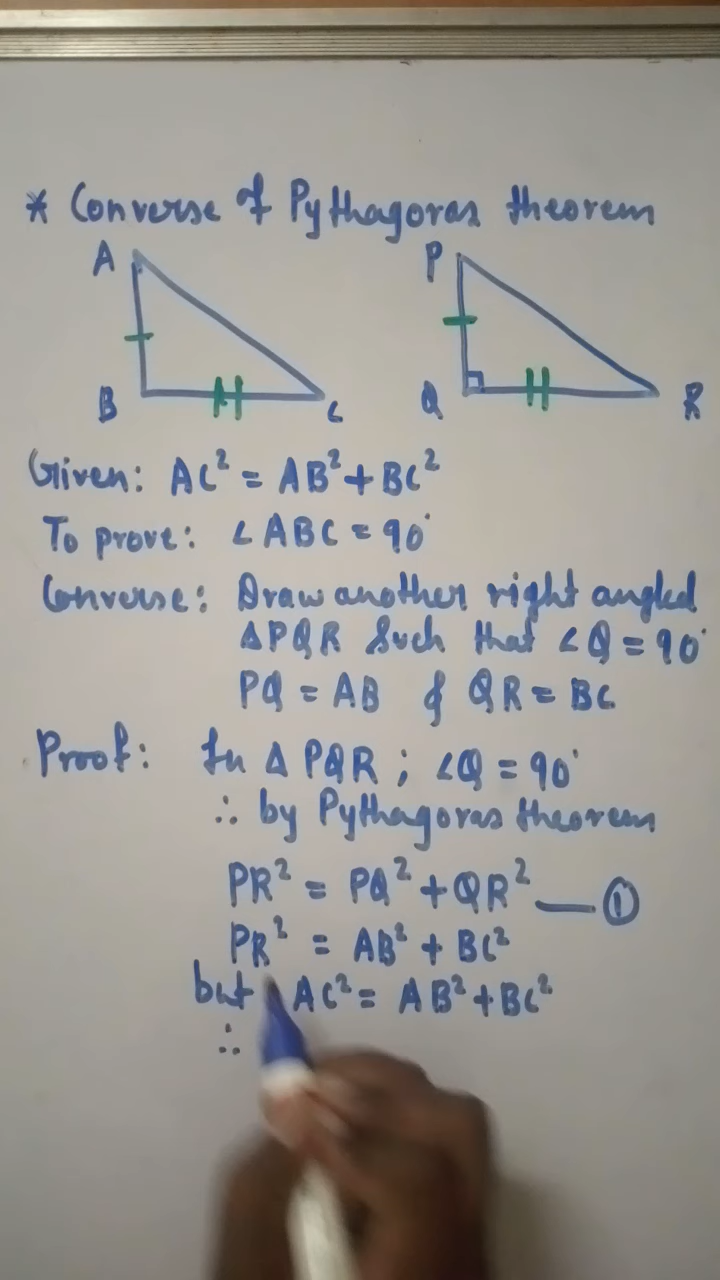 * Converse of Pythagoras theorem
A P
B C Q R
Given: AC² = AB² + BC²
To prove: ∠ABC = 90°
Converse: Draw another right angled
△PQR Such that ∠Q = 90°
PQ = AB & QR = BC
Proof: In △PQR ; ∠Q = 90°
∴ by Pythagoras theorem
PR² = PQ² + QR² — ①
PR² = AB² + BC²
but AC² = AB² + BC²
∴